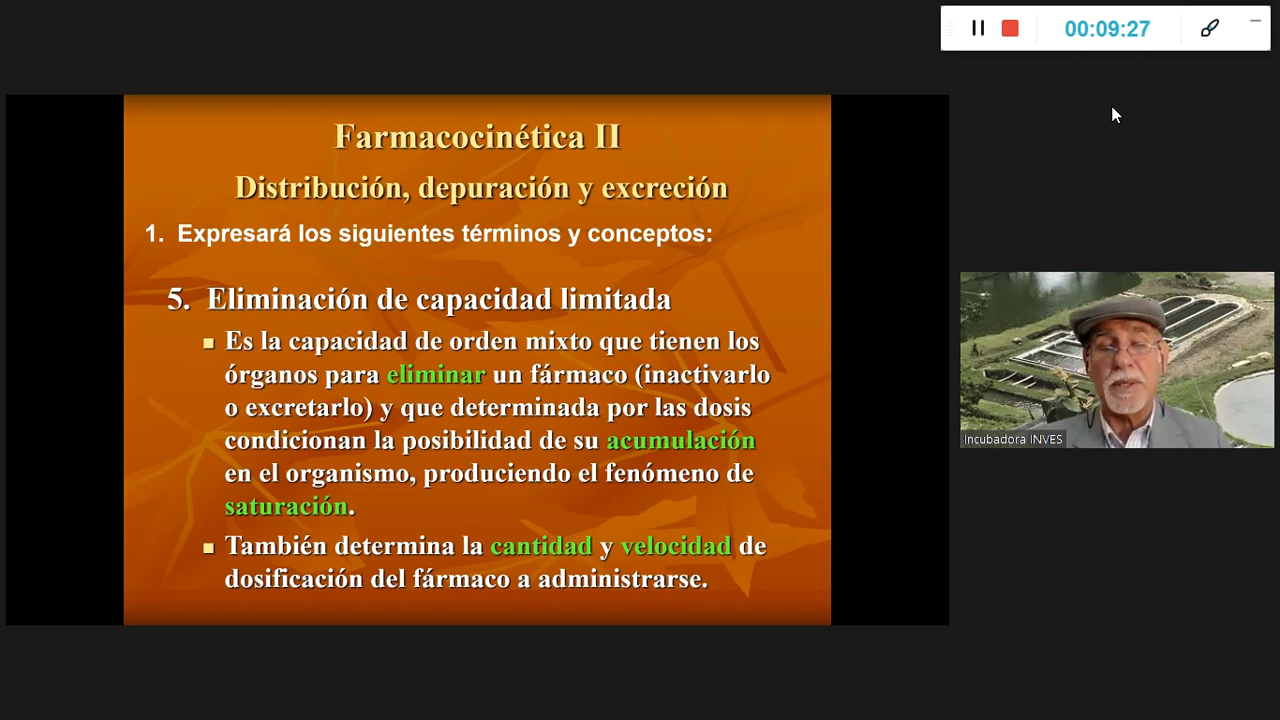 00:09:27
Farmacocinética II
Distribución, depuración y excreción
1. Expresará los siguientes términos y conceptos:
5. Eliminación de capacidad limitada
Es la capacidad de orden mixto que tienen los
órganos para eliminar un fármaco (inactivarlo
o excretarlo) y que determinada por las dosis
condicionan la posibilidad de su acumulación
en el organismo, produciendo el fenómeno de
saturación.
También determina la cantidad y velocidad de
dosificación del fármaco a administrarse.
Incubadora INVES